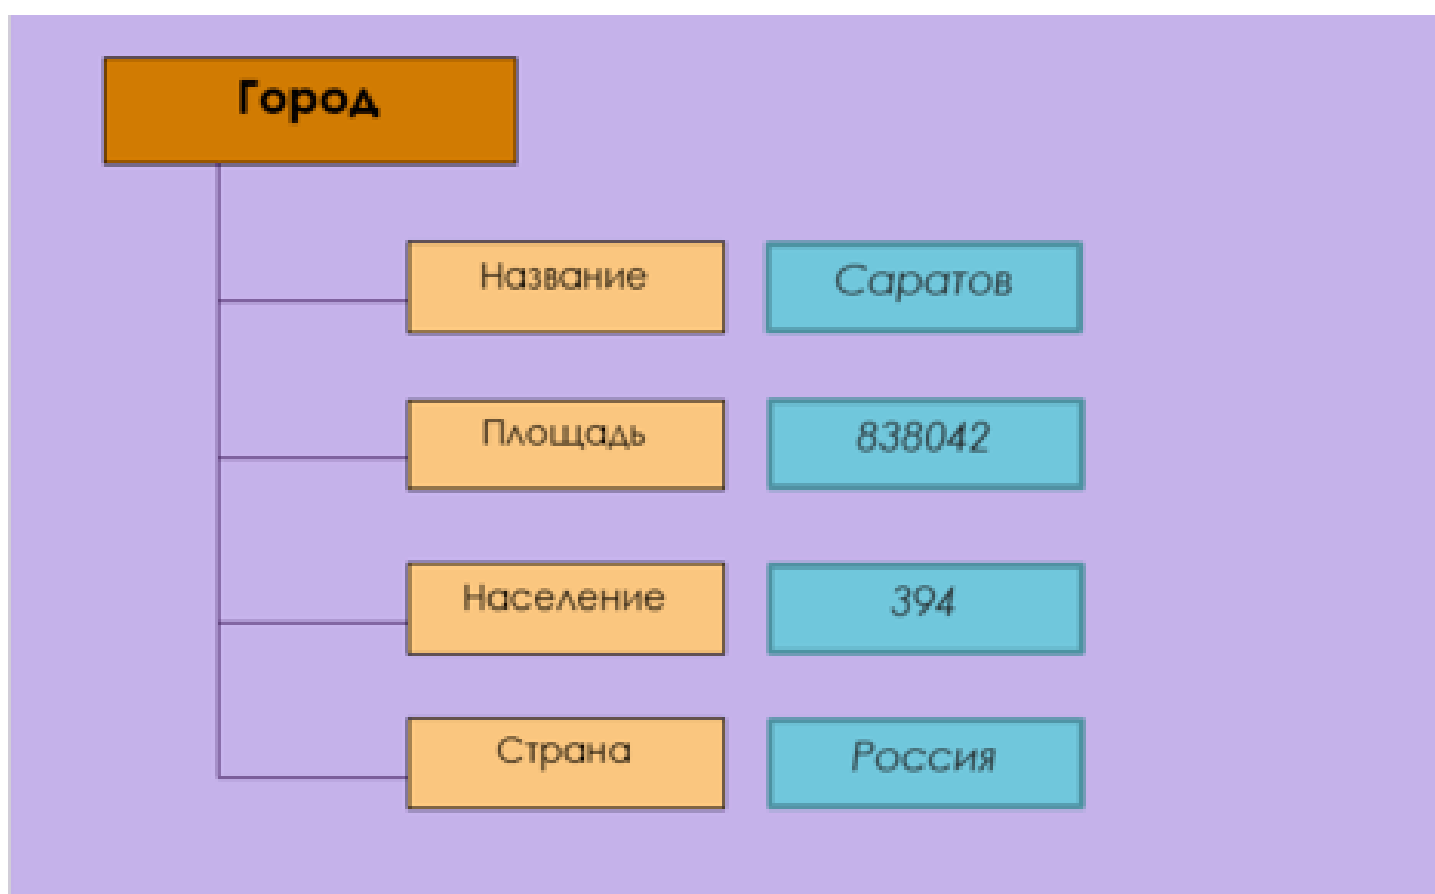 Город
Название Саратов
Площадь 838042
Население 394
Страна Россия